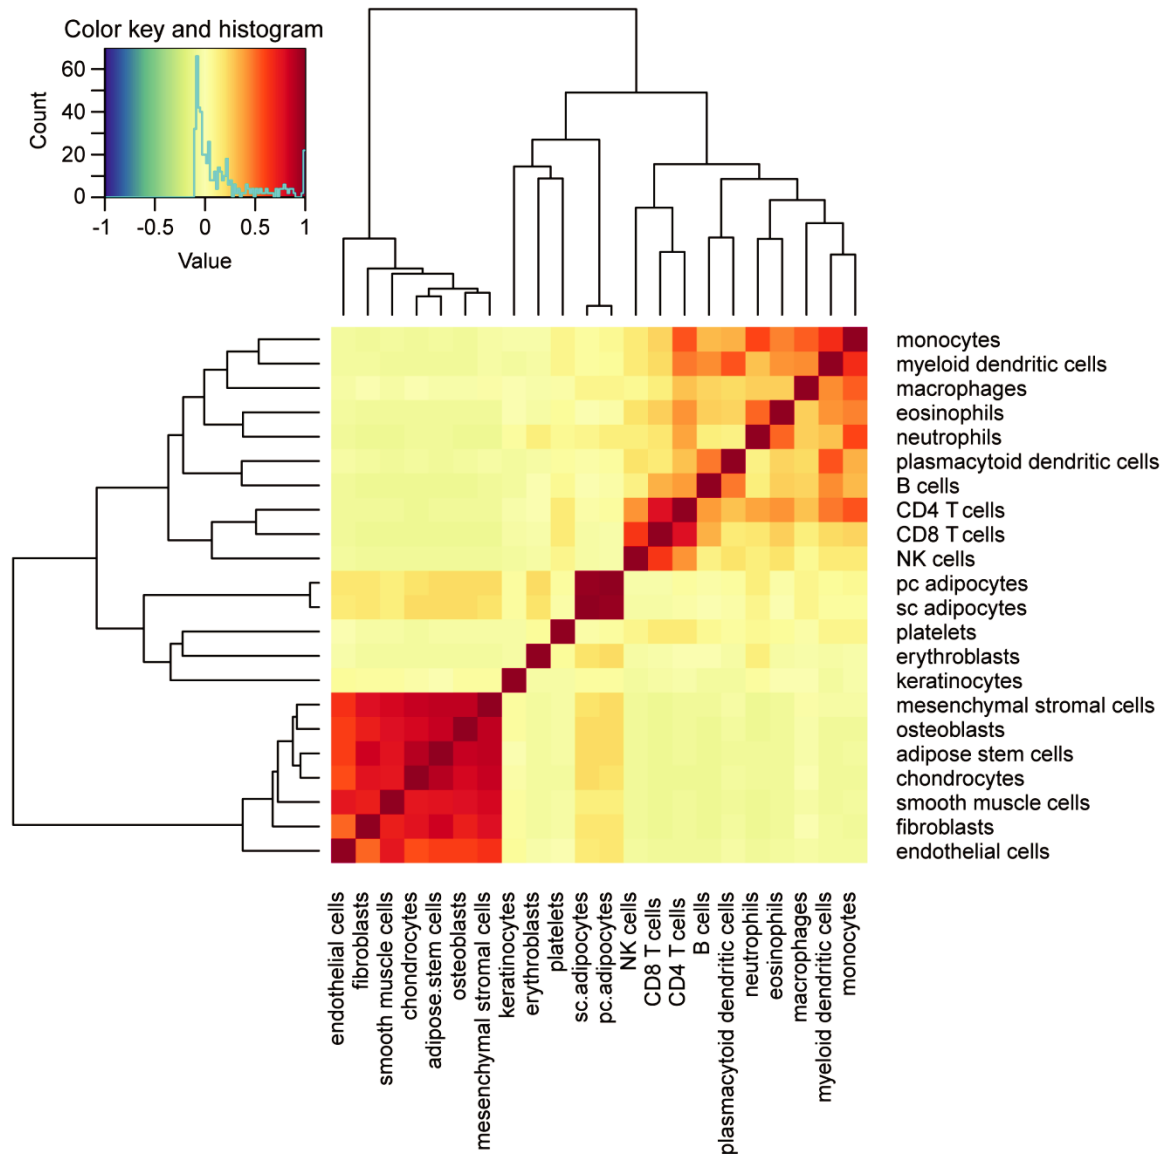 Color key and histogram
60
40
20
0
Count
-1
-0.5
0
0.5
1
Value
monocytes
myeloid dendritic cells
macrophages
eosinophils
neutrophils
plasmacytoid dendritic cells
B cells
CD4 T cells
CD8 T cells
NK cells
pc adipocytes
sc adipocytes
platelets
erythroblasts
keratinocytes
mesenchymal stromal cells
osteoblasts
adipose stem cells
chondrocytes
smooth muscle cells
fibroblasts
endothelial cells
endothelial cells
fibroblasts
smooth muscle cells
chondrocytes
adipose.stem cells
osteoblasts
mesenchymal stromal cells
keratinocytes
erythroblasts
platelets
sc.adipocytes
pc.adipocytes
NK cells
CD8 T cells
CD4 T cells
B cells
plasmacytoid dendritic cells
neutrophils
eosinophils
macrophages
myeloid dendritic cells
monocytes